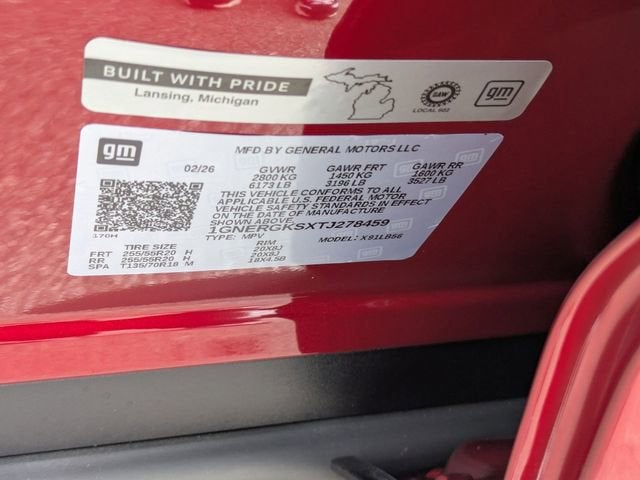 BUILT WITH PRIDE
Lansing, Michigan
UAW
LOCAL 602
gm
gm
MFD BY GENERAL MOTORS LLC
02/26
GVWR GAWR FRT GAWR RR
2800 KG 1450 KG 1600 KG
6173 LB 3196 LB 3527 LB
THIS VEHICLE CONFORMS TO ALL
APPLICABLE U.S. FEDERAL MOTOR
VEHICLE SAFETY STANDARDS IN EFFECT
ON THE DATE OF MANUFACTURE
SHOWN ABOVE.
1GNERGKSXTJ278459
TYPE: MPV MODEL: X91LB56
170H
TIRE SIZE RIM
FRT 255/55R20 H 20X8J
RR 255/55R20 H 20X8J
SPA T135/70R18 M 18X4.5B